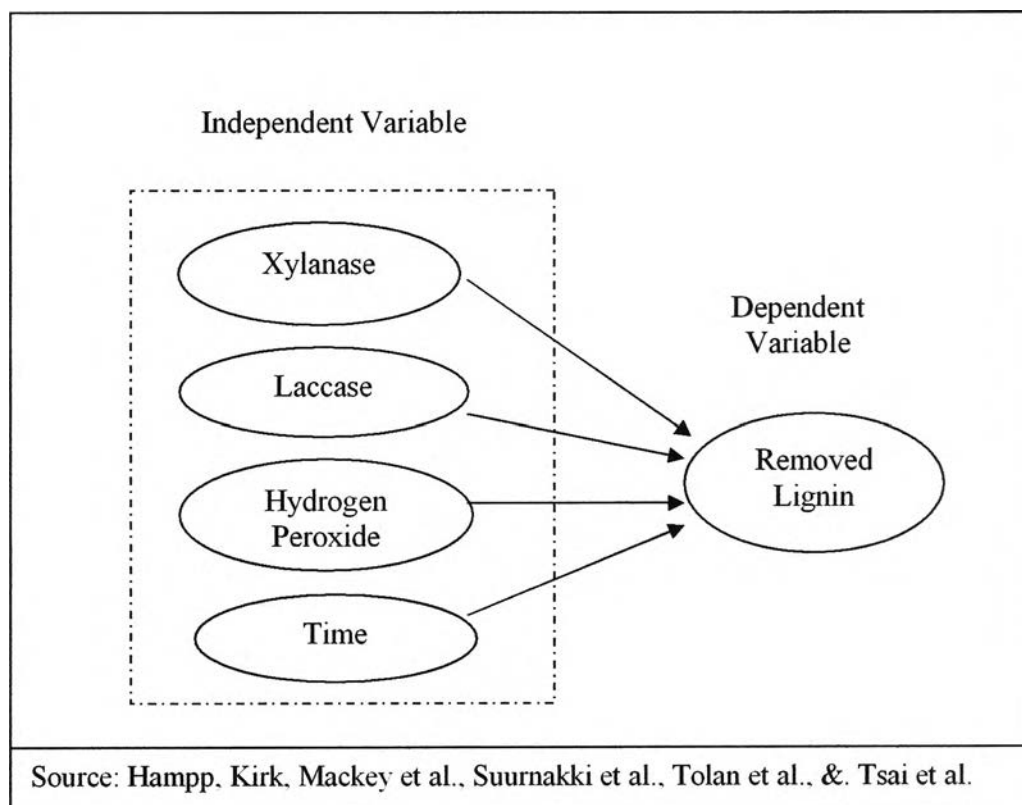 Independent Variable
Xylanase
Laccase
Hydrogen
Peroxide
Time
Dependent
Variable
Removed
Lignin
Source: Hampp, Kirk, Mackey et al., Suurnakki et al., Tolan et al., &. Tsai et al.